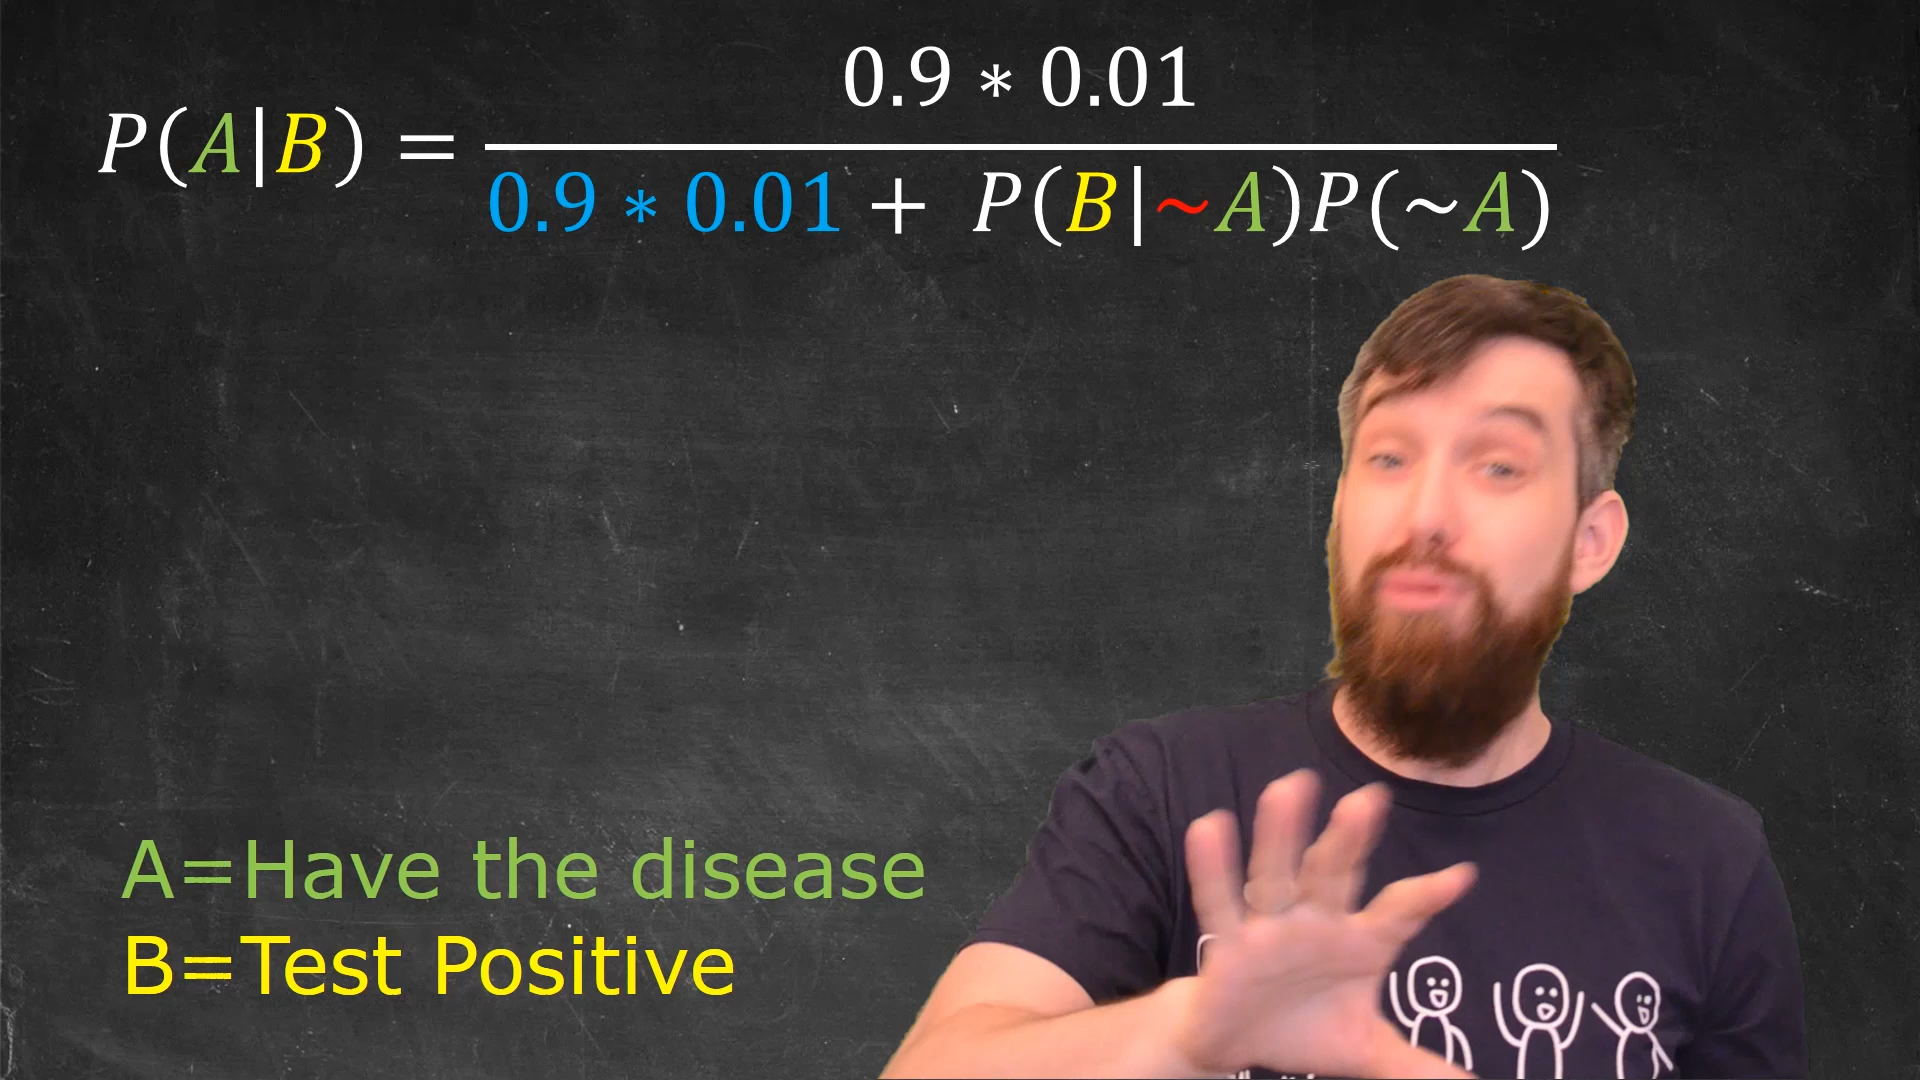 0.9 ∗ 0.01
P(A|B) =
0.9 ∗ 0.01 + P(B|~A)P(~A)
A=Have the disease
B=Test Positive